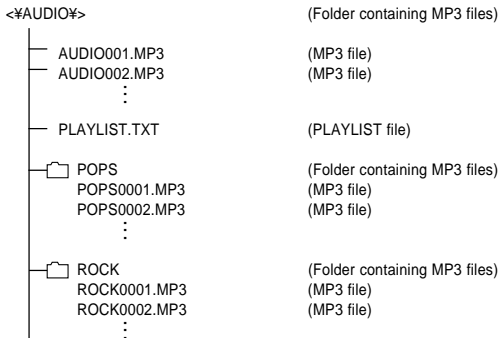 <¥AUDIO¥> (Folder containing MP3 files)
AUDIO001.MP3 (MP3 file)
AUDIO002.MP3 (MP3 file)
PLAYLIST.TXT (PLAYLIST file)
POPS (Folder containing MP3 files)
POPS0001.MP3 (MP3 file)
POPS0002.MP3 (MP3 file)
ROCK (Folder containing MP3 files)
ROCK0001.MP3 (MP3 file)
ROCK0002.MP3 (MP3 file)